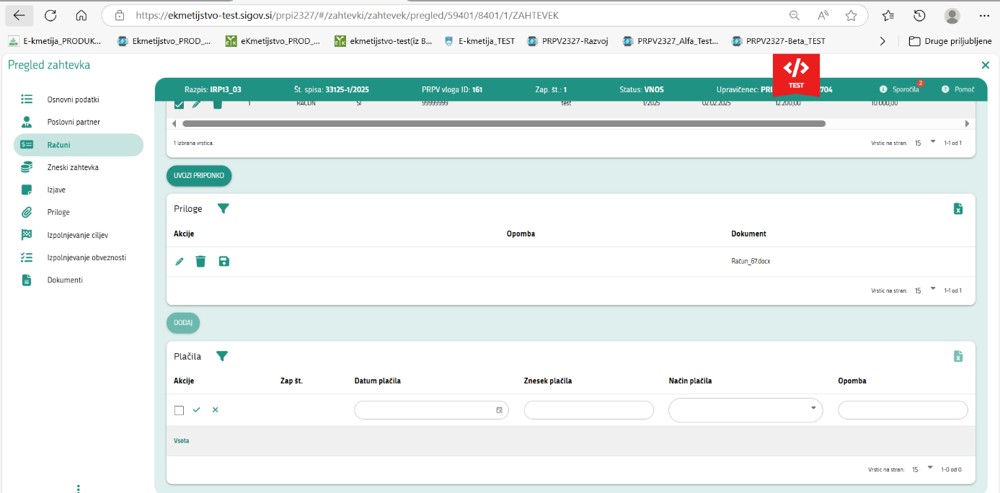 https://ekmetijstvo-test.sigov.si/prpi2327/#/zahtevki/zahtevek/pregled/59401/8401/1/ZAHTEVEK
E-kmetija_PRODUK... Ekmetijstvo_PROD_... eKmetijstvo_PROD_... ekmetijstvo-test(iz B... E-kmetija_TEST PRPV2327-Razvoj PRPV2327_Alfa_Test... PRPV2327-Beta_TEST Druge priljubljene
Pregled zahtevka
TEST
Razpis: IRP13_03 Št. spisa: 33125-1/2025 PRPV vloga ID: 161 Zap. št.: 1 Status: VNOS Upravičenec: 704 Sporočila 2 Pomoč
Osnovni podatki
Poslovni partner
Računi
Zneski zahtevka
Izjave
Priloge
Izpolnjevanje ciljev
Izpolnjevanje obveznosti
Dokumenti
1 RAČUN SI 99999999 test 1/2025 02.02.2025 12.200,00 10.000,00
1 izbrana vrstica. Vrstic na stran: 15 1-1 od 1
UVOZI PRIPONKO
Priloge
Akcije Opomba Dokument
Račun_67.docx
Vrstic na stran: 15 1-1 od 1
DODAJ
Plačila
Akcije Zap št. Datum plačila Znesek plačila Način plačila Opomba
Vsota
Vrstic na stran: 15 1-0 od 0